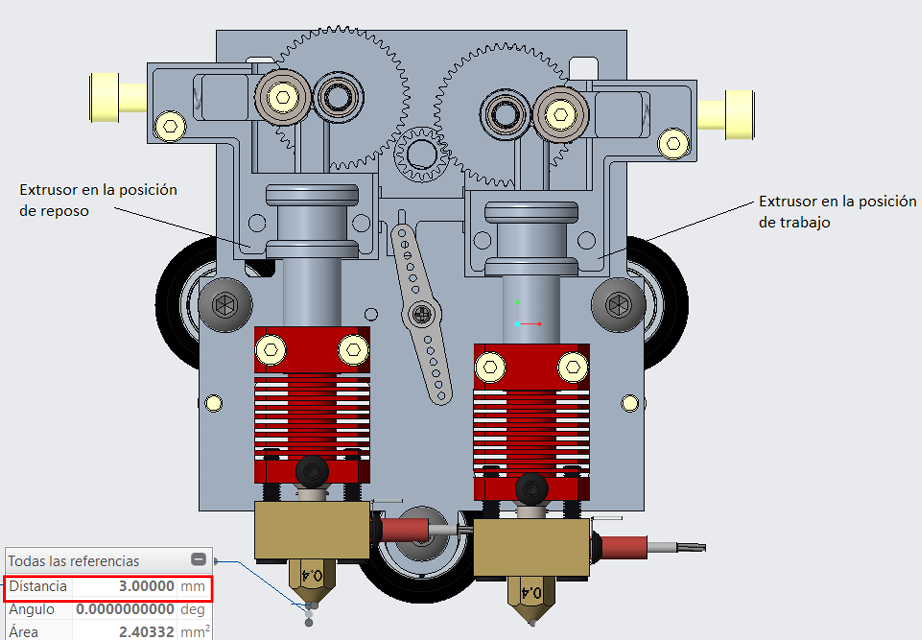 Extrusor en la posición
de reposo
Extrusor en la posición
de trabajo
0.4
0.4
Todas las referencias
Distancia 3.00000 mm
Ángulo 0.0000000000 deg
Área 2.40332 mm²